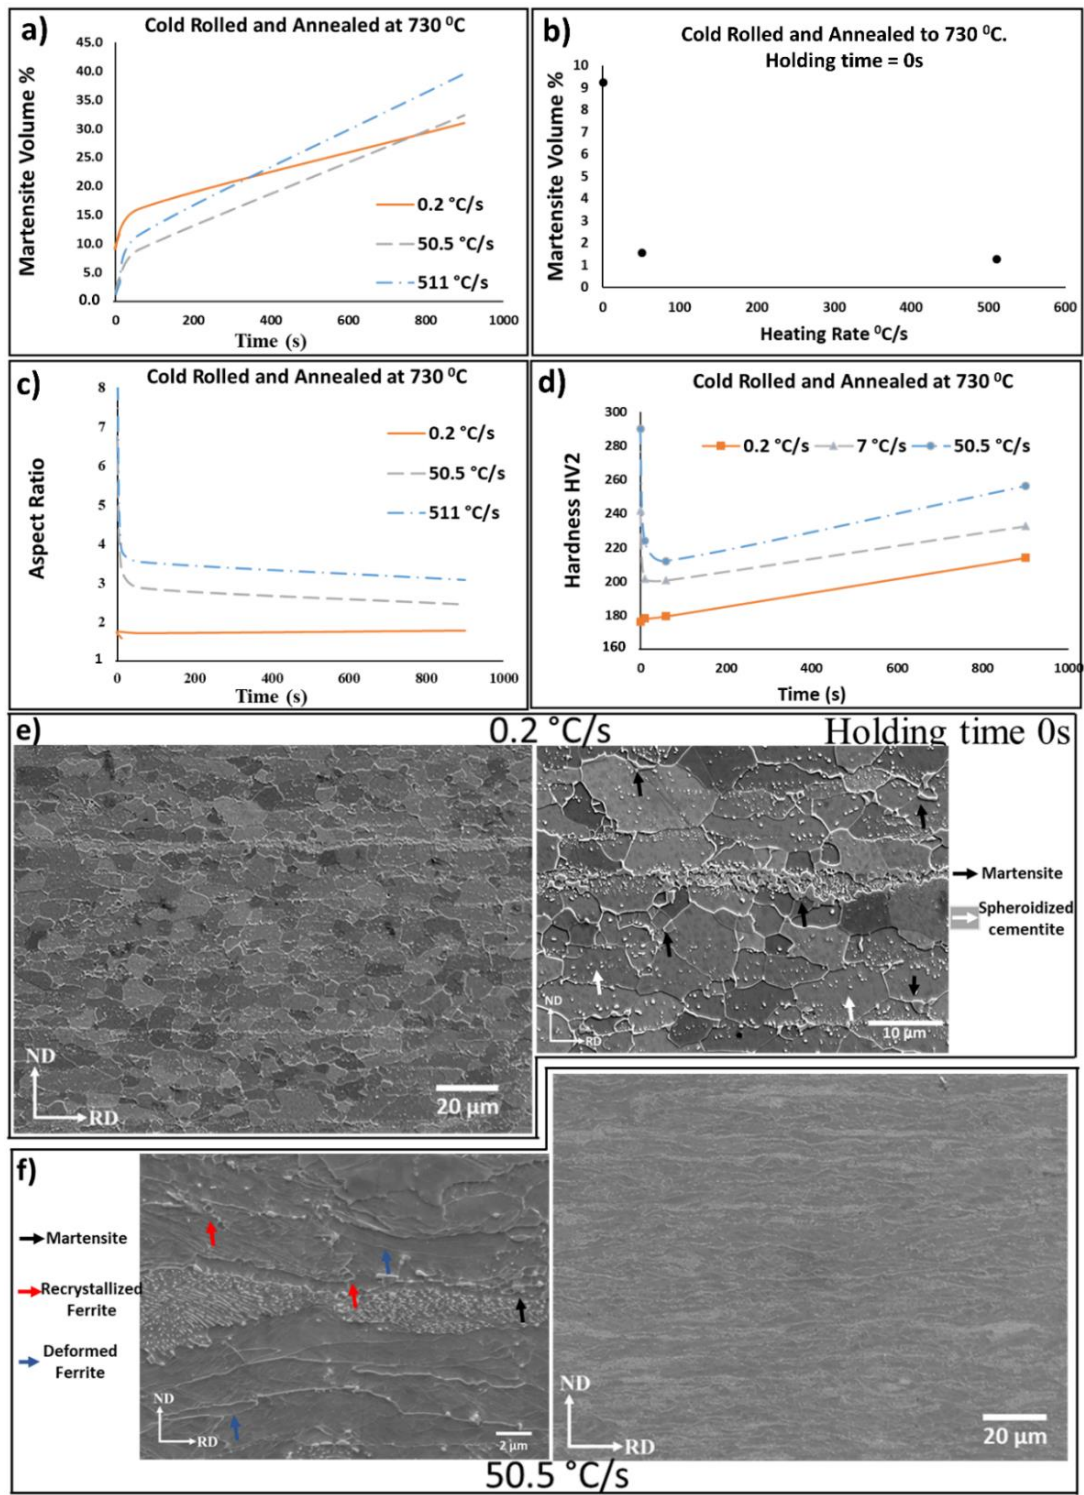 a)
Cold Rolled and Annealed at 730 ⁰C
Martensite Volume %
45.0
40.0
35.0
30.0
25.0
20.0
15.0
10.0
5.0
0.0
0.2 °C/s
50.5 °C/s
511 °C/s
0 200 400 600 800 1000
Time (s)
b)
Cold Rolled and Annealed to 730 ⁰C.
Holding time = 0s
Martensite Volume %
10
9
8
7
6
5
4
3
2
1
0
0 100 200 300 400 500 600
Heating Rate ⁰C/s
c)
Cold Rolled and Annealed at 730 ⁰C
Aspect Ratio
8
7
6
5
4
3
2
1
0.2 °C/s
50.5 °C/s
511 °C/s
0 200 400 600 800 1000
Time (s)
d)
Cold Rolled and Annealed at 730 ⁰C
Hardness HV2
300
280
260
240
220
200
180
160
0.2 °C/s 7 °C/s 50.5 °C/s
0 200 400 600 800 1000
Time (s)
e)
0.2 °C/s
Holding time 0s
ND
RD
20 µm
ND
RD
10 µm
Martensite
Spheroidized
cementite
f)
Martensite
Recrystallized
Ferrite
Deformed
Ferrite
ND
RD
2 µm
ND
RD
20 µm
50.5 °C/s